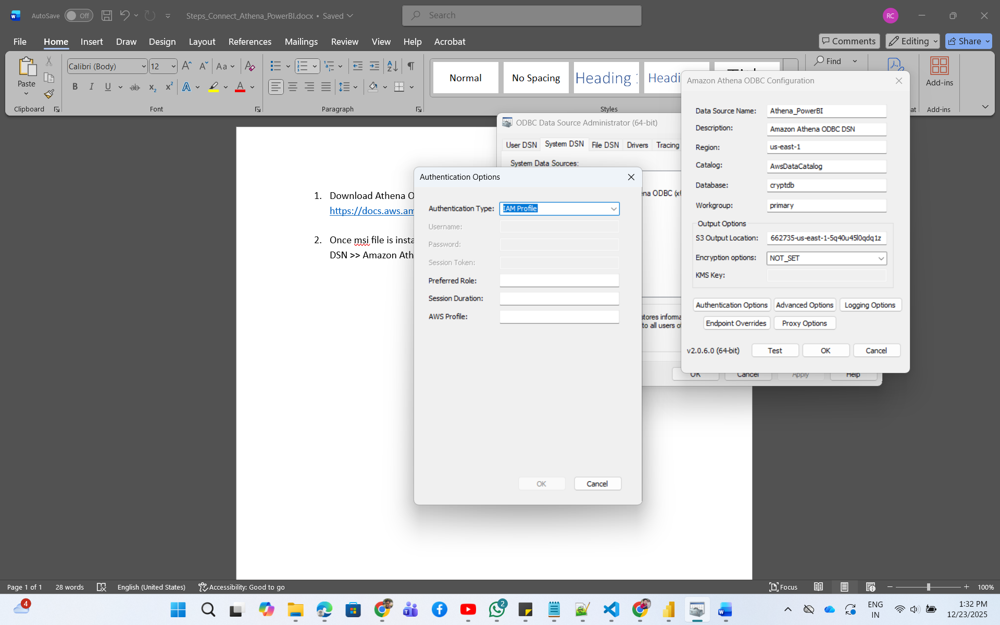 AutoSave Off Steps_Connect_Athena_PowerBI.docx • Saved Search RC
File Home Insert Draw Design Layout References Mailings Review View Help Acrobat Comments Editing Share
Paste Calibri (Body) 12 Aa Normal No Spacing Heading Find Add-ins
Clipboard Font Paragraph Styles Add-ins
Amazon Athena ODBC Configuration
Data Source Name: Athena_PowerBI
Description: Amazon Athena ODBC DSN
Region: us-east-1
Catalog: AwsDataCatalog
Database: cryptdb
Workgroup: primary
Output Options
S3 Output Location: 662735-us-east-1-5q40u45l0qdq1z
Encryption options: NOT_SET
KMS Key:
Authentication Options Advanced Options Logging Options
Endpoint Overrides Proxy Options
v2.0.6.0 (64-bit) Test OK Cancel
ODBC Data Source Administrator (64-bit)
User DSN System DSN File DSN Drivers Tracing
System Data Sources:
ena ODBC (x6
stores informa
to all users of
OK Cancel Apply Help
Authentication Options
Authentication Type: IAM Profile
Username:
Password:
Session Token:
Preferred Role:
Session Duration:
AWS Profile:
OK Cancel
1. Download Athena O
https://docs.aws.am
2. Once msi file is insta
DSN >> Amazon Ath
Page 1 of 1 28 words English (United States) Accessibility: Good to go Focus 100%
4 2 ENG
IN
1:32 PM
12/23/2025